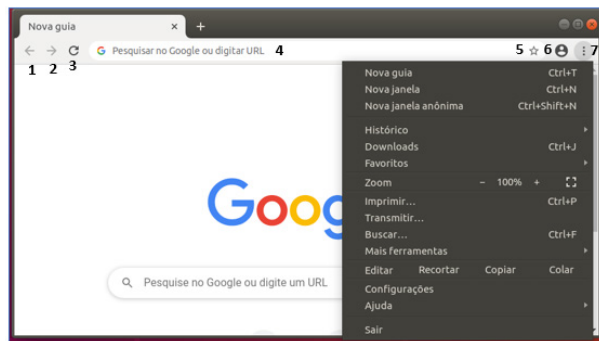 Nova guia
Pesquisar no Google ou digitar URL 4 5 6 7
1 2 3
Nova guia Ctrl+T
Nova janela Ctrl+N
Nova janela anônima Ctrl+Shift+N
Histórico
Downloads Ctrl+J
Favoritos
Zoom - 100% +
Imprimir... Ctrl+P
Transmitir...
Buscar... Ctrl+F
Mais ferramentas
Editar Recortar Copiar Colar
Configurações
Ajuda
Sair
Goog
Pesquise no Google ou digite um URL